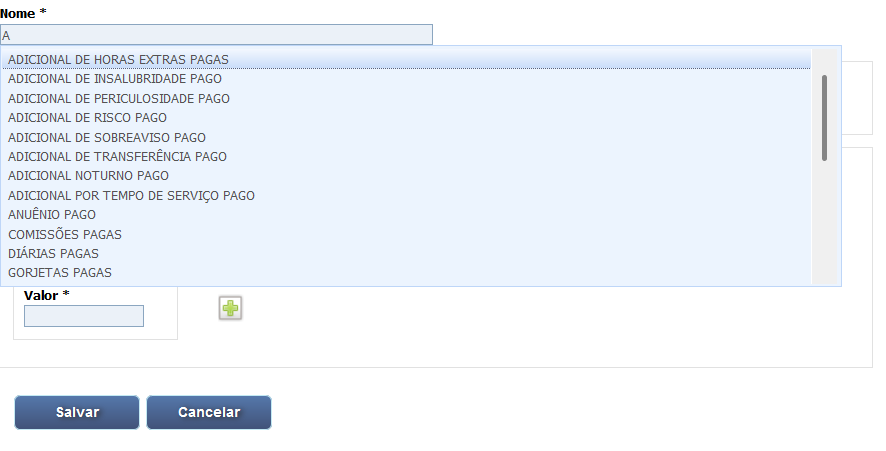 Nome *
A
ADICIONAL DE HORAS EXTRAS PAGAS
ADICIONAL DE INSALUBRIDADE PAGO
ADICIONAL DE PERICULOSIDADE PAGO
ADICIONAL DE RISCO PAGO
ADICIONAL DE SOBREAVISO PAGO
ADICIONAL DE TRANSFERÊNCIA PAGO
ADICIONAL NOTURNO PAGO
ADICIONAL POR TEMPO DE SERVIÇO PAGO
ANUÊNIO PAGO
COMISSÕES PAGAS
DIÁRIAS PAGAS
GORJETAS PAGAS
Valor *
Salvar Cancelar